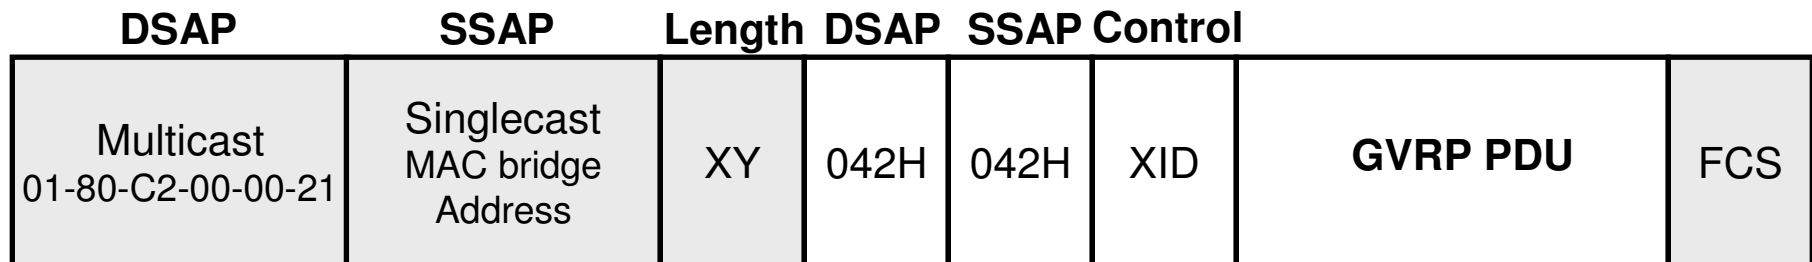 DSAP SSAP Length DSAP SSAP Control
Multicast
01-80-C2-00-00-21
Singlecast
MAC bridge
Address
XY
042H
042H
XID
GVRP PDU
FCS